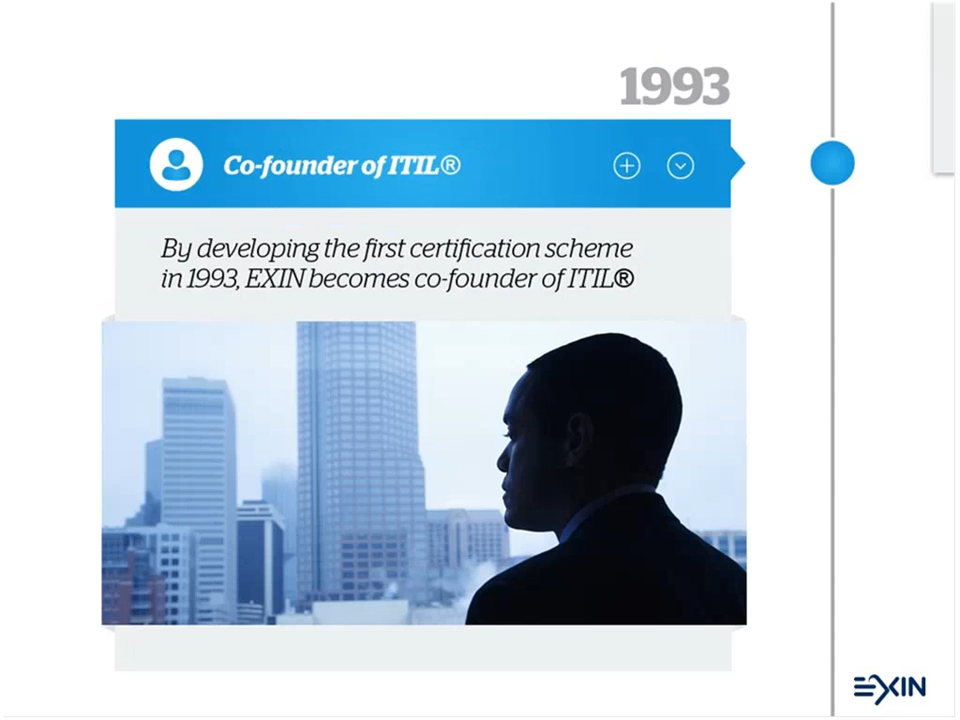 1993
Co-founder of ITIL®
By developing the first certification scheme
in 1993, EXIN becomes co-founder of ITIL®
EXIN